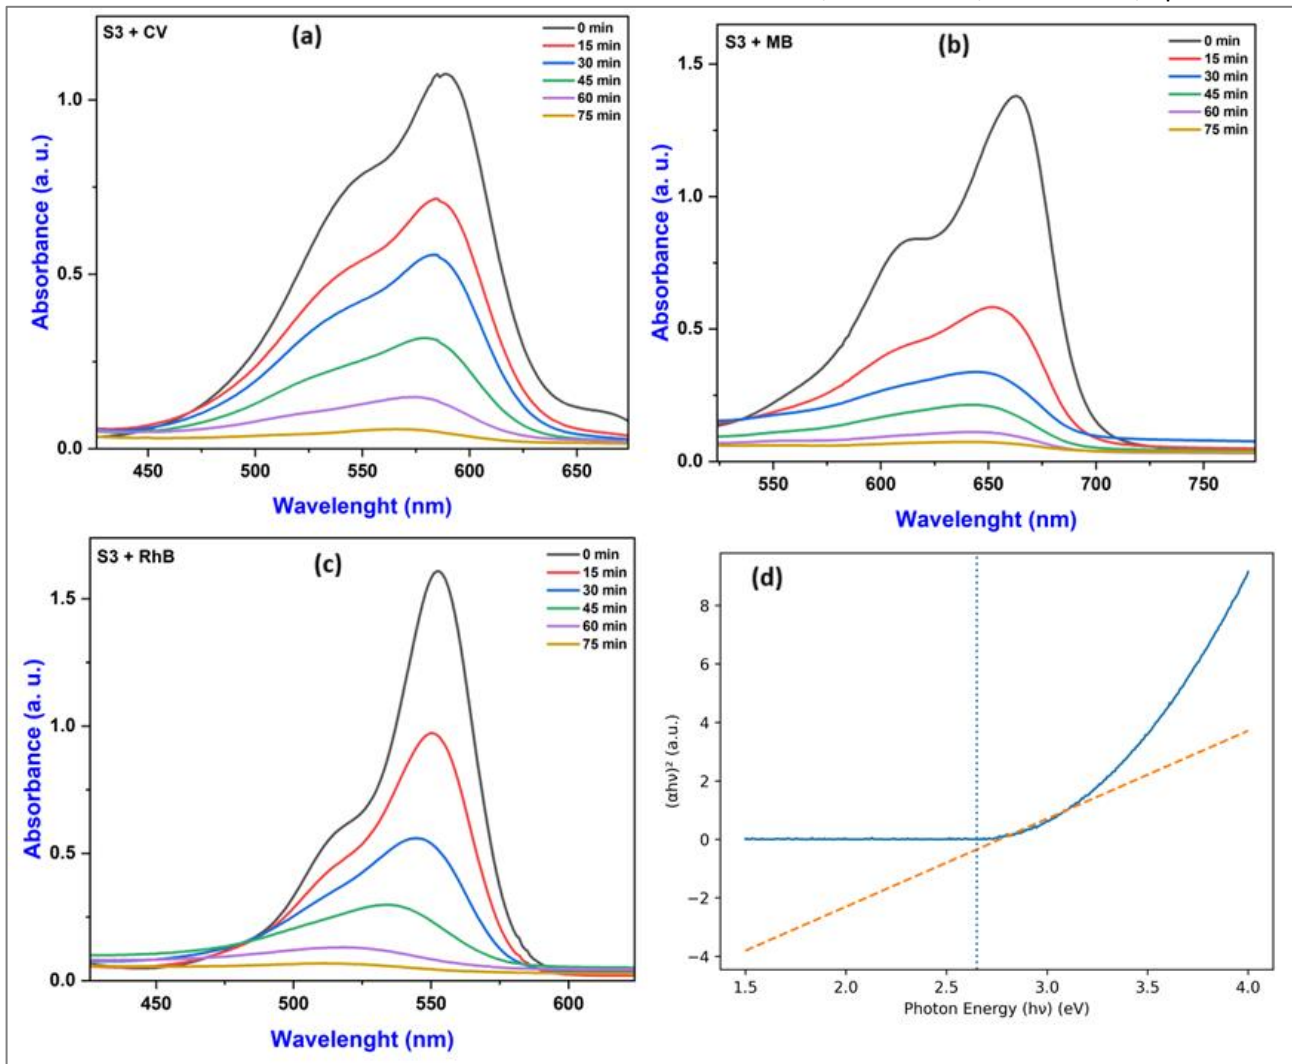 S3 + CV
(a)
0 min
15 min
30 min
45 min
60 min
75 min
1.0
0.5
0.0
Absorbance (a. u.)
450
500
550
600
650
Wavelenght (nm)
S3 + MB
(b)
0 min
15 min
30 min
45 min
60 min
75 min
1.5
1.0
0.5
0.0
Absorbance (a. u.)
550
600
650
700
750
Wavelenght (nm)
S3 + RhB
(c)
0 min
15 min
30 min
45 min
60 min
75 min
1.5
1.0
0.5
0.0
Absorbance (a. u.)
450
500
550
600
Wavelenght (nm)
(d)
8
6
4
2
0
−2
−4
(αhν)² (a.u.)
1.5
2.0
2.5
3.0
3.5
4.0
Photon Energy (hν) (eV)